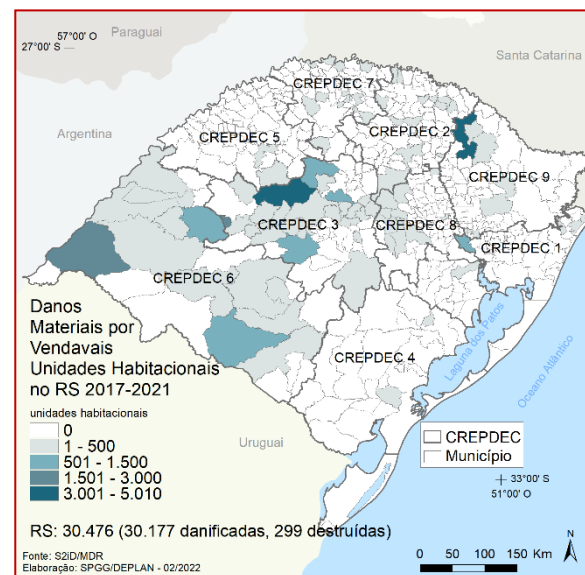 57°00' O
Paraguai
27°00' S
Santa Catarina
CREPDEC 7
Argentina
CREPDEC 5
CREPDEC 2
CREPDEC 9
CREPDEC 3
CREPDEC 8
CREPDEC 1
CREPDEC 6
Danos
Materiais por
Vendavais
Unidades Habitacionais
no RS 2017-2021
CREPDEC 4
Laguna dos Patos
Oceano Atlântico
unidades habitacionais
0
1 - 500
501 - 1.500
1.501 - 3.000
3.001 - 5.010
Uruguai
CREPDEC
Município
33°00' S
51°00' O
RS: 30.476 (30.177 danificadas, 299 destruídas)
N
Fonte: S2iD/MDR
Elaboração: SPGG/DEPLAN - 02/2022
0 50 100 150 Km